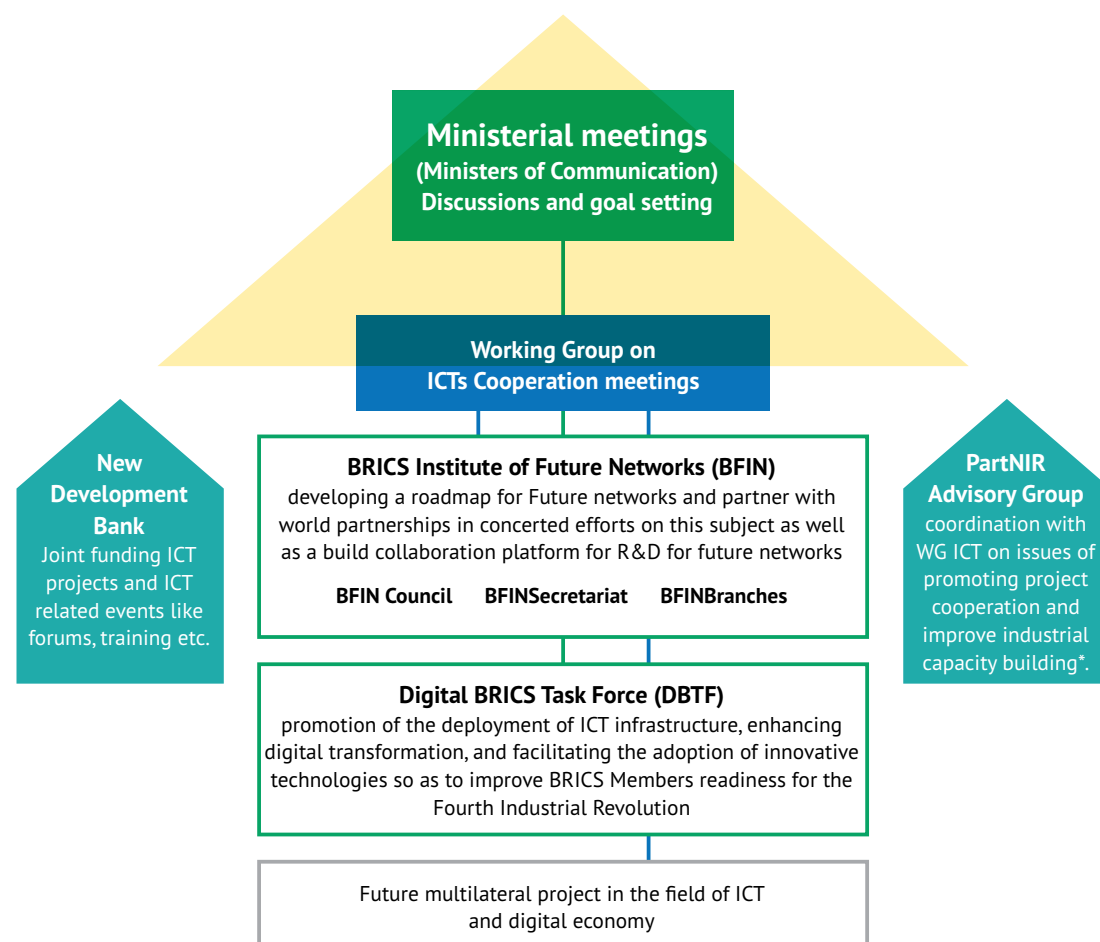 Ministerial meetings
(Ministers of Communication)
Discussions and goal setting
Working Group on
ICTs Cooperation meetings
New
Development
Bank
Joint funding ICT
projects and ICT
related events like
forums, training etc.
BRICS Institute of Future Networks (BFIN)
developing a roadmap for Future networks and partner with
world partnerships in concerted efforts on this subject as well
as a build collaboration platform for R&D for future networks
BFIN Council BFINSecretariat BFINBranches
PartNIR
Advisory Group
coordination with
WG ICT on issues of
promoting project
cooperation and
improve industrial
capacity building*.
Digital BRICS Task Force (DBTF)
promotion of the deployment of ICT infrastructure, enhancing
digital transformation, and facilitating the adoption of innovative
technologies so as to improve BRICS Members readiness for the
Fourth Industrial Revolution
Future multilateral project in the field of ICT
and digital economy